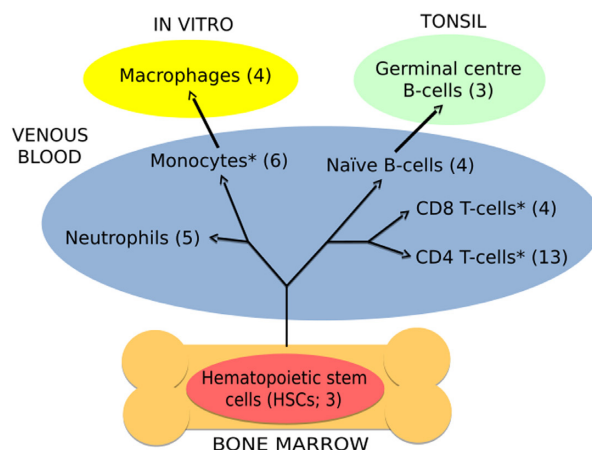 IN VITRO
TONSIL
Macrophages (4)
Germinal centre
B-cells (3)
VENOUS
BLOOD
Monocytes* (6)
Naïve B-cells (4)
CD8 T-cells* (4)
Neutrophils (5)
CD4 T-cells* (13)
Hematopoietic stem
cells (HSCs; 3)
BONE MARROW